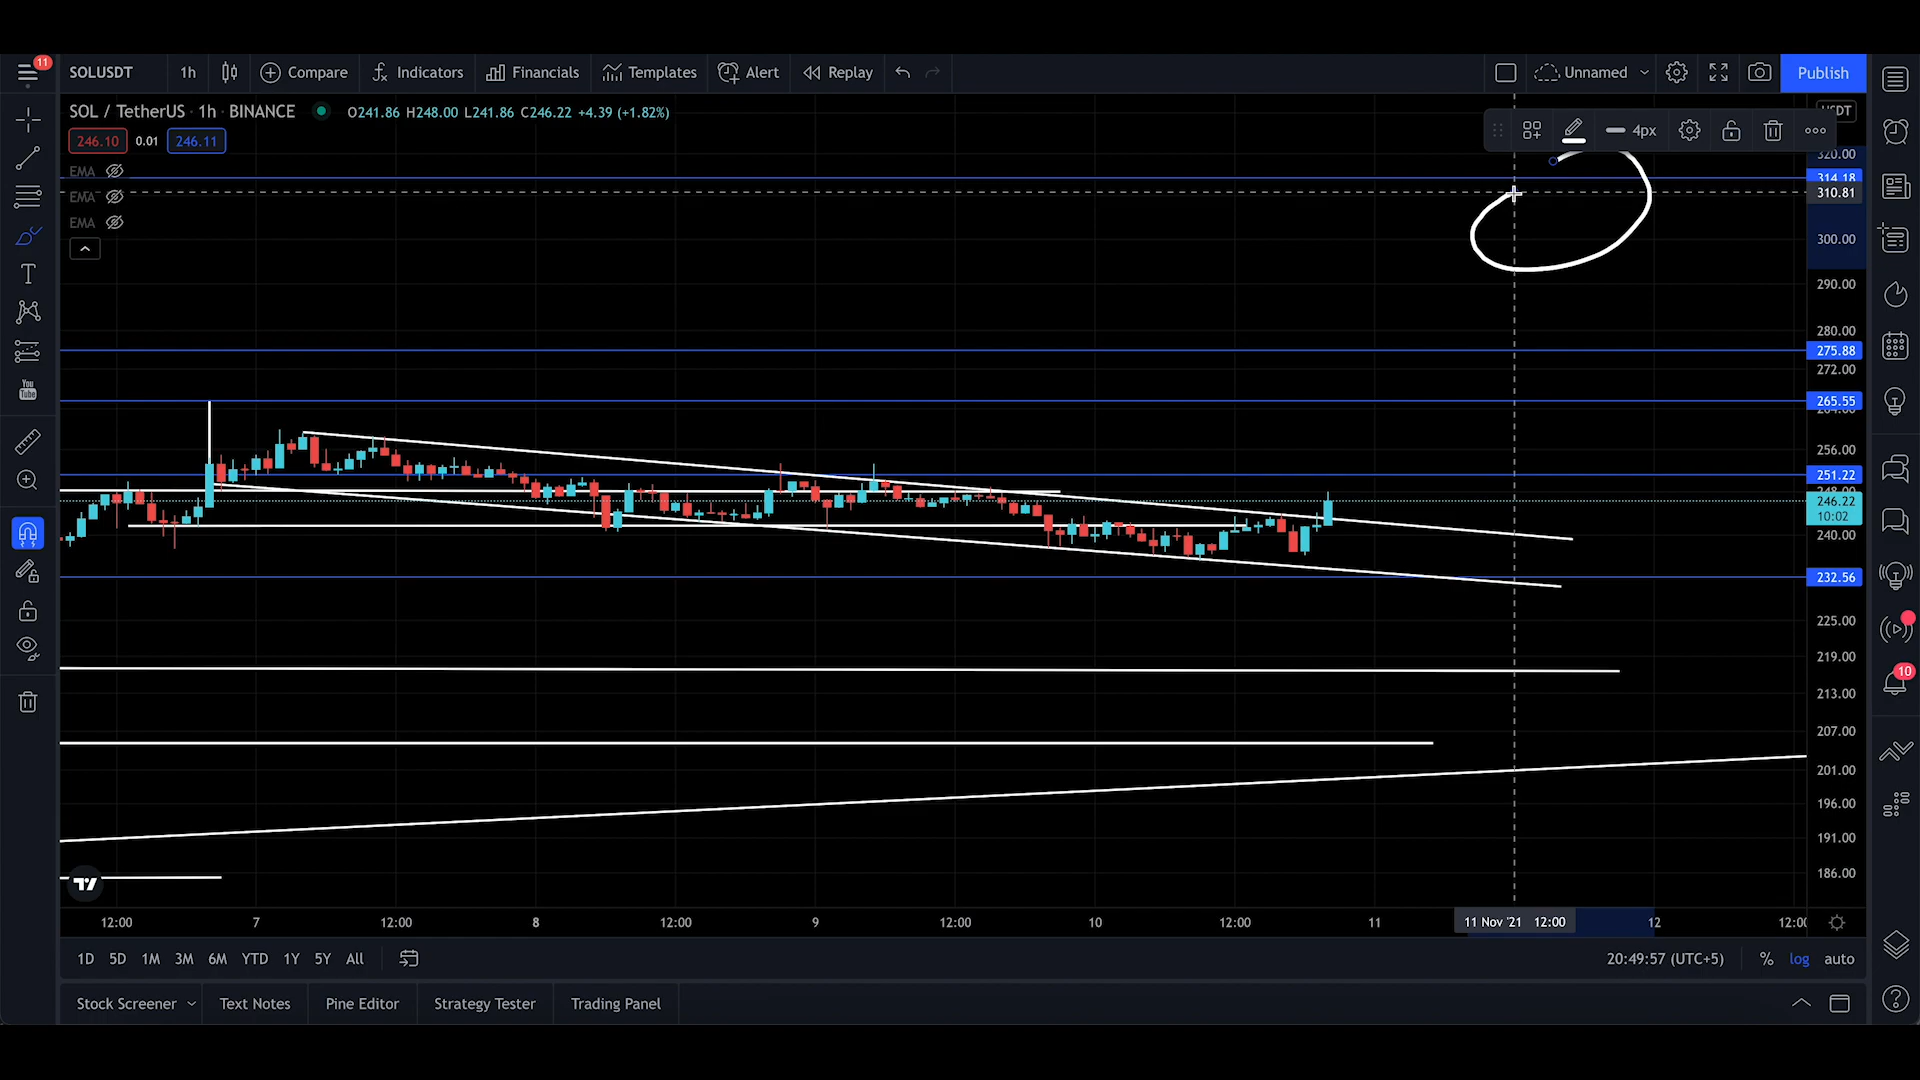 11
SOLUSDT 1h Compare Indicators Financials Templates Alert Replay Unnamed Publish
SOL / TetherUS · 1h · BINANCE O241.86 H248.00 L241.86 C246.22 +4.39 (+1.82%)
246.10 0.01 246.11
4px
EMA
EMA
EMA
320.00
314.18
310.81
300.00
290.00
280.00
275.88
272.00
265.55
256.00
251.22
246.22
10:02
240.00
232.56
225.00
219.00
213.00
207.00
201.00
196.00
191.00
186.00
T
You
Tube
10
12:00 7 12:00 8 12:00 9 12:00 10 12:00 11 11 Nov '21 12:00 12
1D 5D 1M 3M 6M YTD 1Y 5Y All 20:49:57 (UTC+5) % log auto
Stock Screener Text Notes Pine Editor Strategy Tester Trading Panel